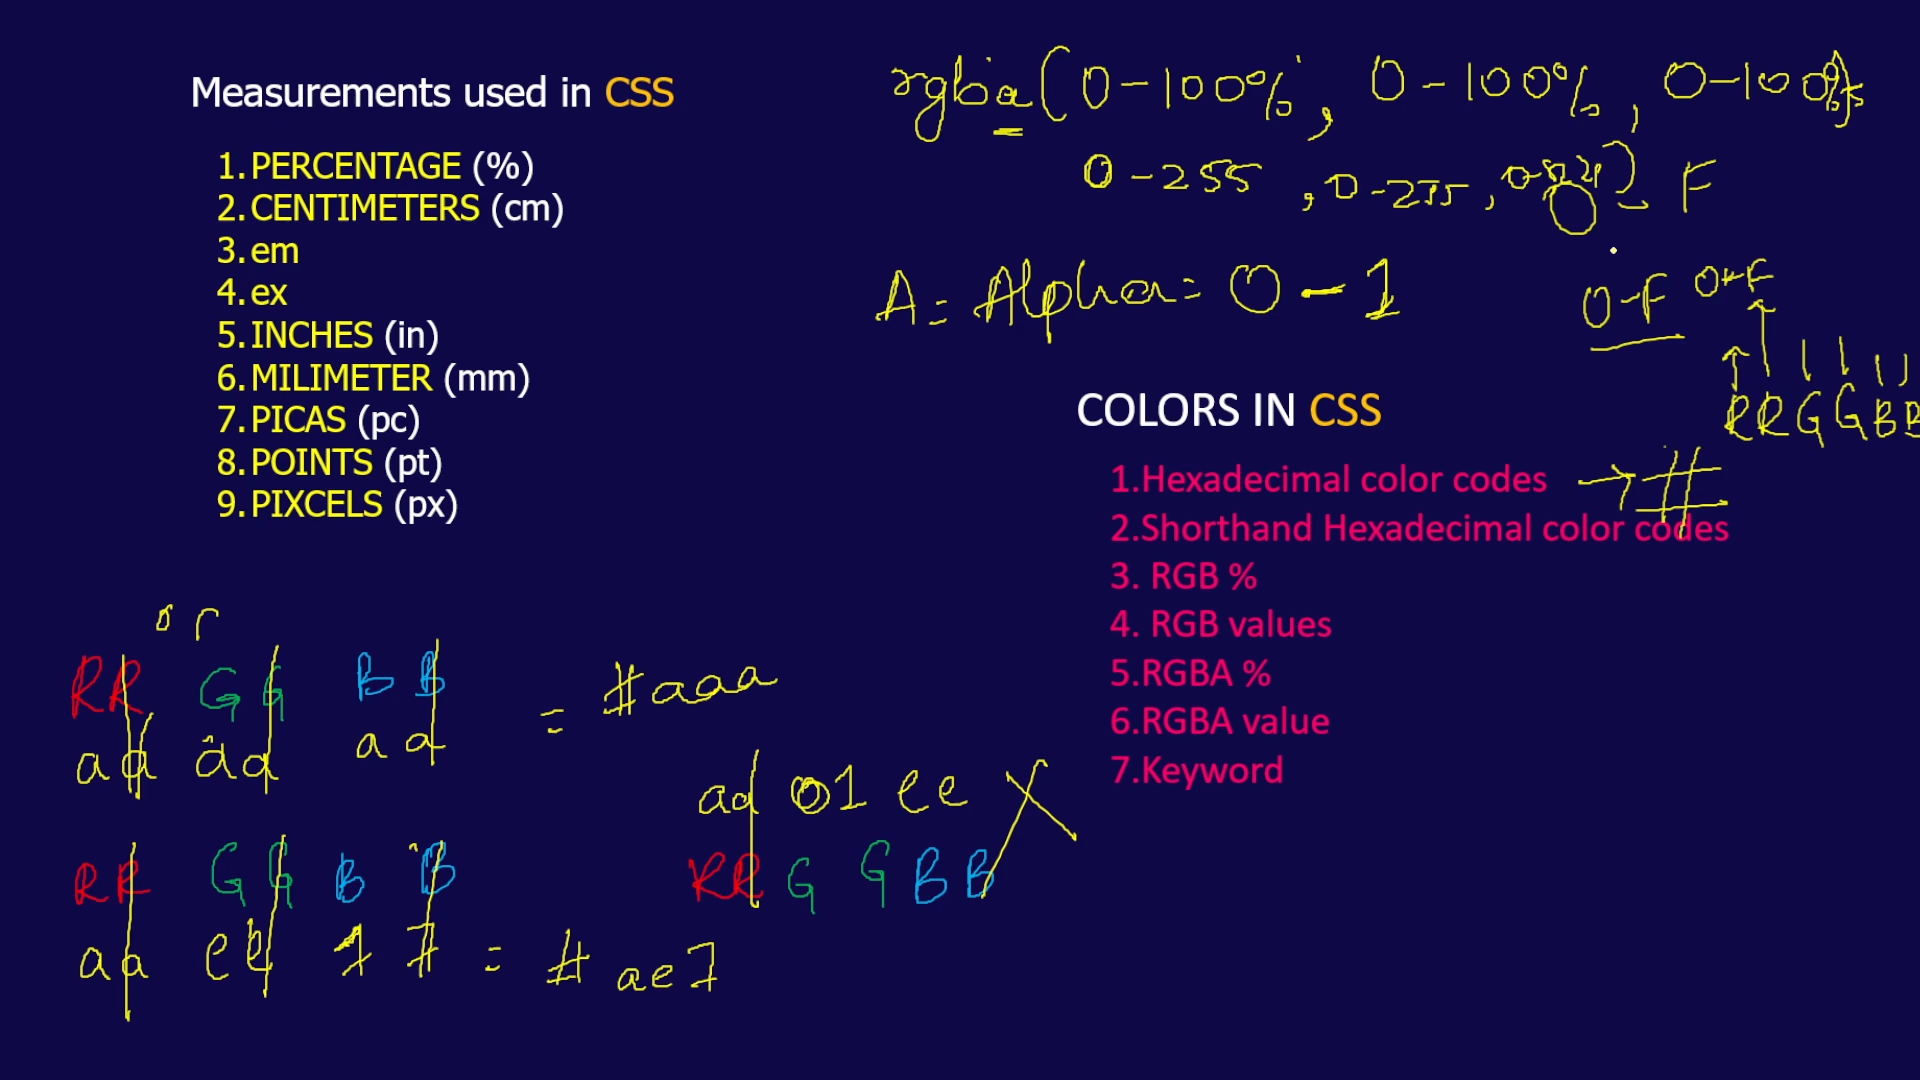 Measurements used in CSS
1.PERCENTAGE (%)
2.CENTIMETERS (cm)
3.em
4.ex
5.INCHES (in)
6.MILIMETER (mm)
7.PICAS (pc)
8.POINTS (pt)
9.PIXCELS (px)
rgba(0-100%, 0-100%, 0-100%
0-255, 0-255,
F
A = Alpha = 0-1
0-F 0-F
RRGGBB
COLORS IN CSS
1.Hexadecimal color codes → #
2.Shorthand Hexadecimal color codes
3. RGB %
4. RGB values
5.RGBA %
6.RGBA value
7.Keyword
or
RR GG BB
aa aa aa = #aaa
RR GG BB
aa ee 77 = #ae7
aa 01 ee X
RR GG BB